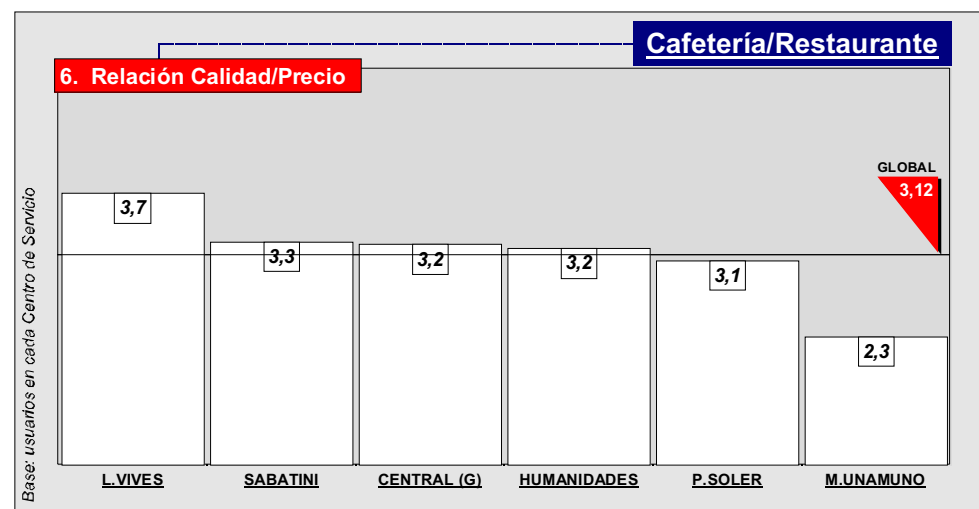 Cafetería/Restaurante
6. Relación Calidad/Precio
GLOBAL
3,12
3,7
3,3
3,2
3,2
3,1
2,3
Base: usuarios en cada Centro de Servicio
L.VIVES
SABATINI
CENTRAL (G)
HUMANIDADES
P.SOLER
M.UNAMUNO